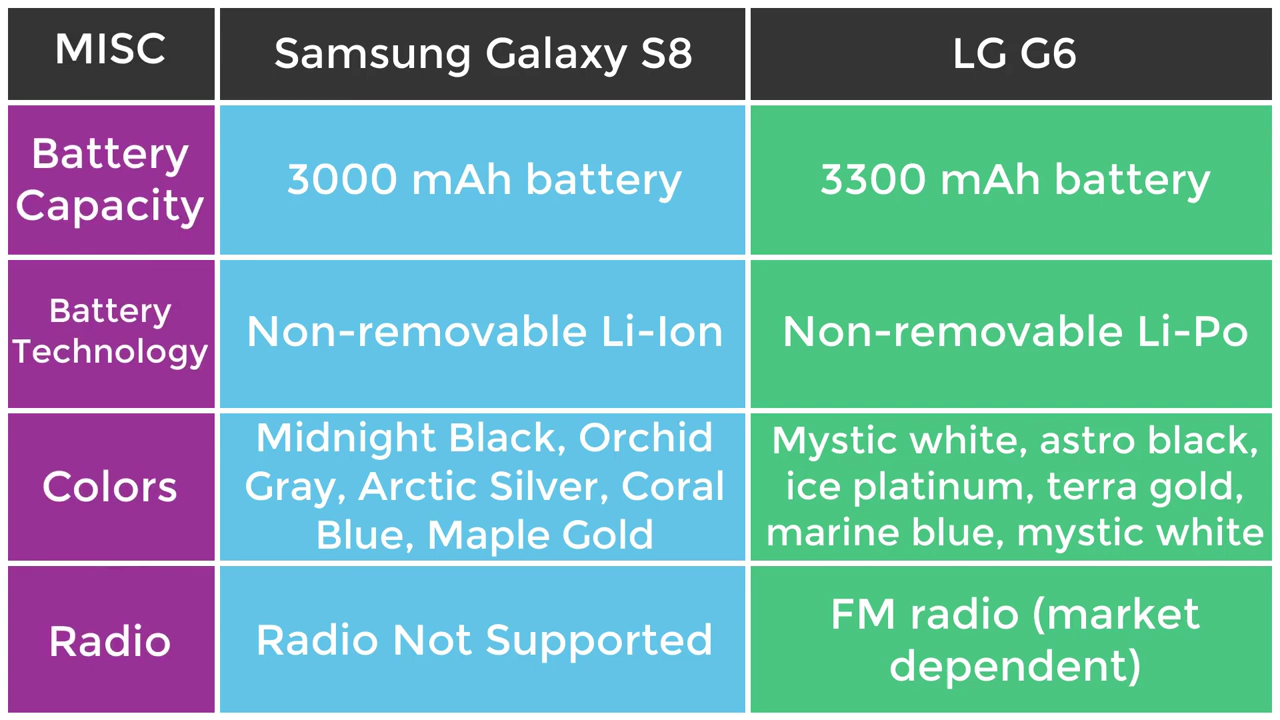 MISC
Samsung Galaxy S8
LG G6
Battery
Capacity
3000 mAh battery
3300 mAh battery
Battery
Technology
Non-removable Li-Ion
Non-removable Li-Po
Colors
Midnight Black, Orchid
Gray, Arctic Silver, Coral
Blue, Maple Gold
Mystic white, astro black,
ice platinum, terra gold,
marine blue, mystic white
Radio
Radio Not Supported
FM radio (market
dependent)